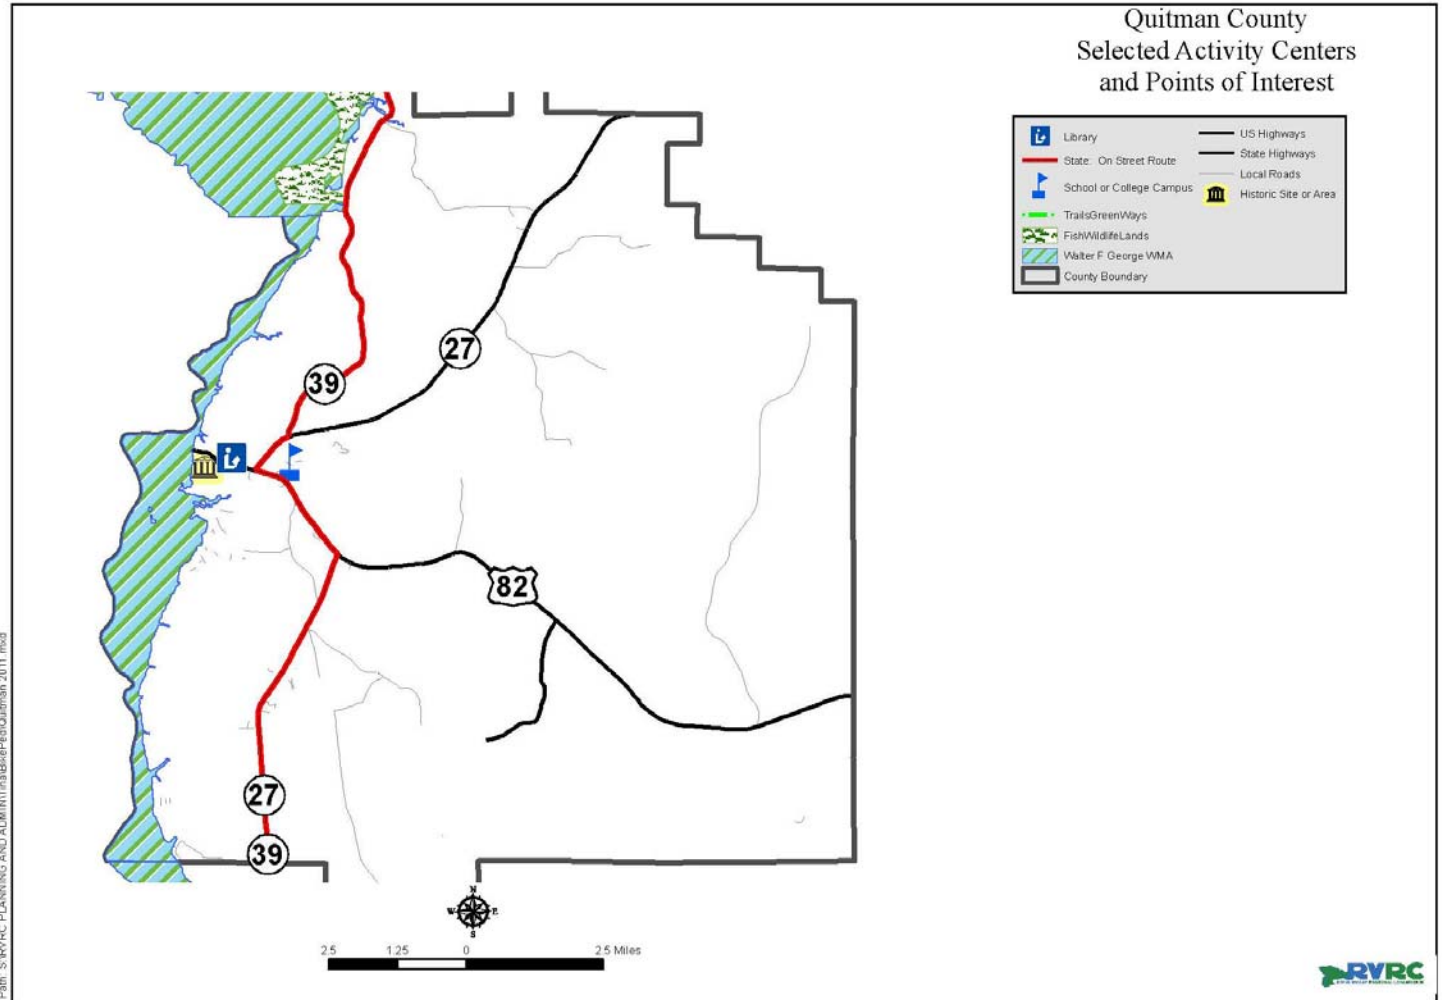 Quitman County
Selected Activity Centers
and Points of Interest
Library
State: On Street Route
School or College Campus
TrailsGreenWays
FishWildlifeLands
Walter F George WMA
County Boundary
US Highways
State Highways
Local Roads
Historic Site or Area
27
39
82
27
39
N
W E
S
2.5 1.25 0 2.5 Miles
RVRC